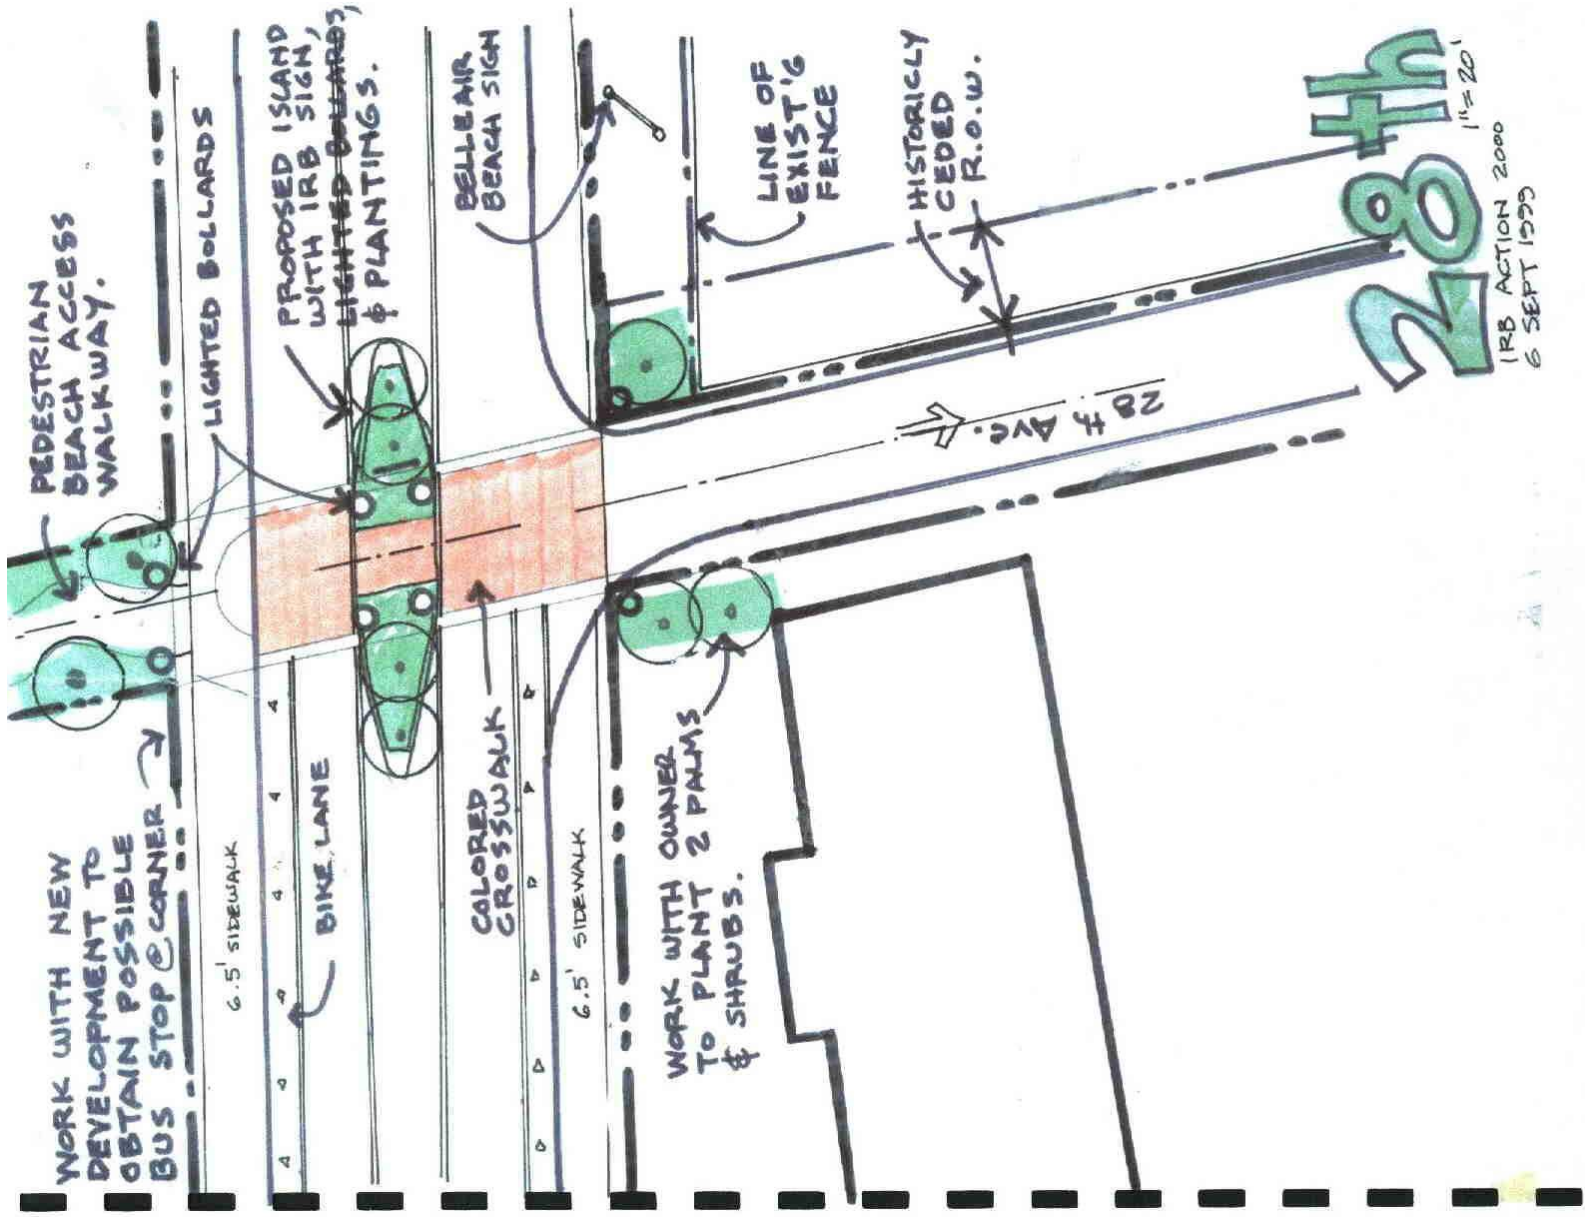 PEDESTRIAN
BEACH ACCESS
WALKWAY.
LIGHTED BOLLARDS
PROPOSED ISLAND
WITH IRB SIGN,
LIGHTED BOLLARDS,
& PLANTINGS.
BELLEAIR
BEACH SIGN
LINE OF
EXIST'G
FENCE
HISTORICLY
CEDED
R.O.W.
WORK WITH NEW
DEVELOPMENT TO
OBTAIN POSSIBLE
BUS STOP @ CORNER
6.5' SIDEWALK
BIKE LANE
COLORED
CROSSWALK
6.5' SIDEWALK
WORK WITH OWNER
TO PLANT 2 PALMS
& SHRUBS.
28th AVE.
28th
1"=20'
IRB ACTION 2000
6 SEPT 1999